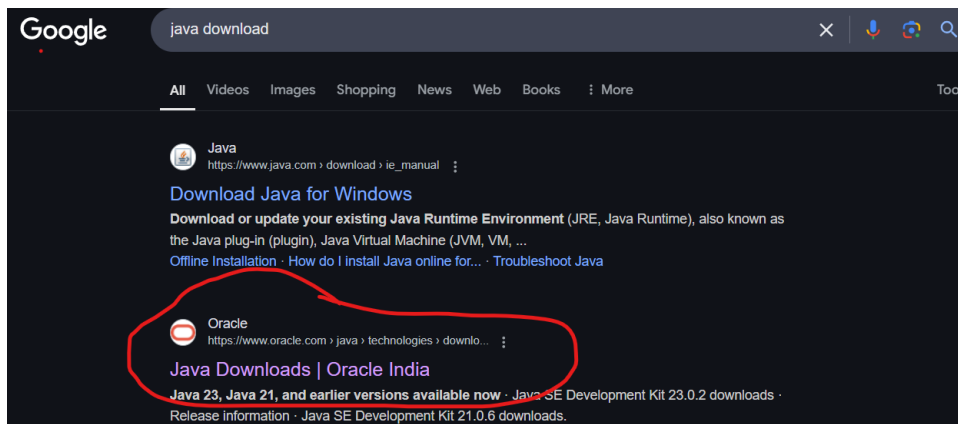 Google
java download
All Videos Images Shopping News Web Books More Too
Java
https://www.java.com › download › ie_manual
Download Java for Windows
Download or update your existing Java Runtime Environment (JRE, Java Runtime), also known as
the Java plug-in (plugin), Java Virtual Machine (JVM, VM, ...
Offline Installation · How do I install Java online for... · Troubleshoot Java
Oracle
https://www.oracle.com › java › technologies › downlo...
Java Downloads | Oracle India
Java 23, Java 21, and earlier versions available now · Java SE Development Kit 23.0.2 downloads ·
Release information · Java SE Development Kit 21.0.6 downloads.